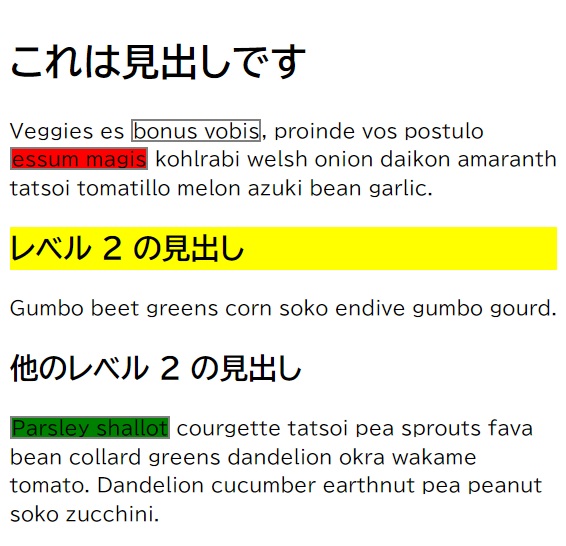 これは見出しです
Veggies es bonus vobis, proinde vos postulo
essum magis kohlrabi welsh onion daikon amaranth
tatsoi tomatillo melon azuki bean garlic.
レベル 2 の見出し
Gumbo beet greens corn soko endive gumbo gourd.
他のレベル 2 の見出し
Parsley shallot courgette tatsoi pea sprouts fava
bean collard greens dandelion okra wakame
tomato. Dandelion cucumber earthnut pea peanut
soko zucchini.